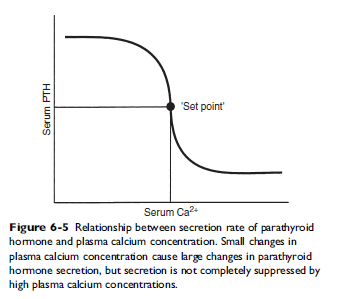 Serum PTH
'Set point'
Serum Ca2+
Figure 6-5 Relationship between secretion rate of parathyroid
hormone and plasma calcium concentration. Small changes in
plasma calcium concentration cause large changes in parathyroid
hormone secretion, but secretion is not completely suppressed by
high plasma calcium concentrations.